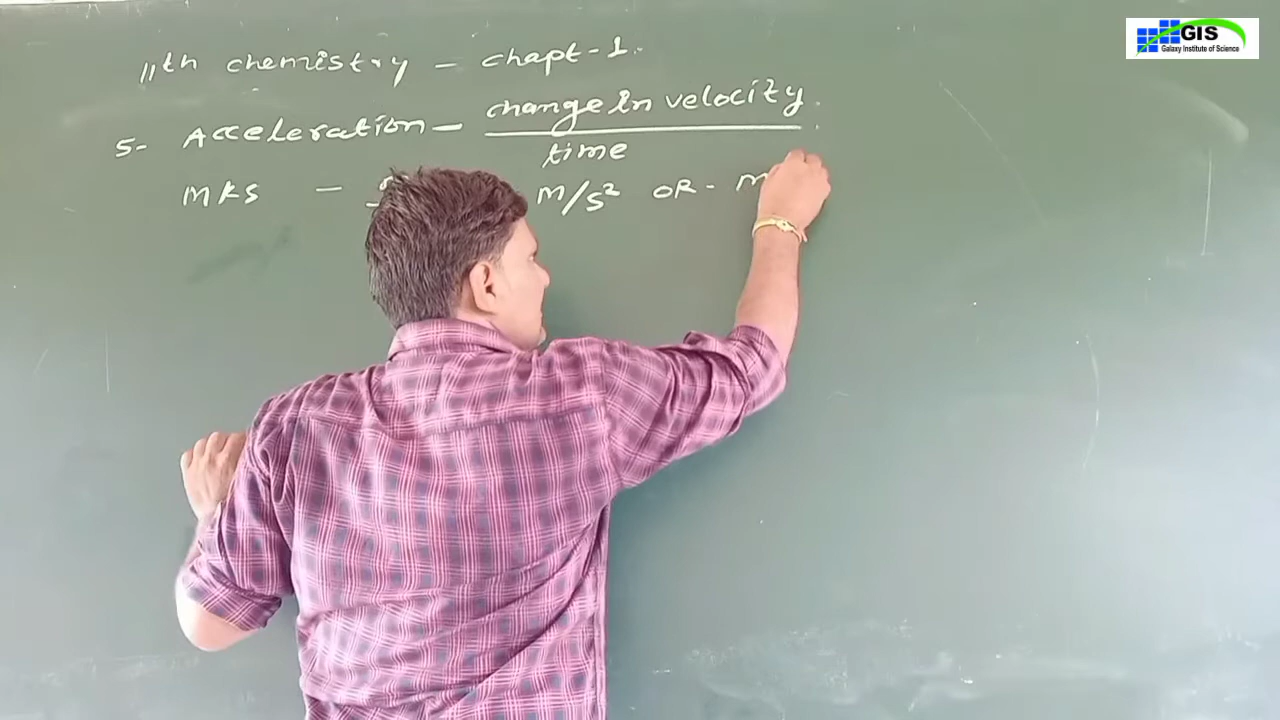 GIS
Galaxy Institute of Science
11th chemistry - chapt-1.
5- Acceleration - change in velocity.
time
MKS - M/S² OR - M